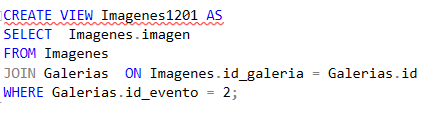 CREATE VIEW Imagenes1201 AS
SELECT  Imagenes.imagen
FROM Imagenes
JOIN Galerias  ON Imagenes.id_galeria = Galerias.id
WHERE Galerias.id_evento = 2;